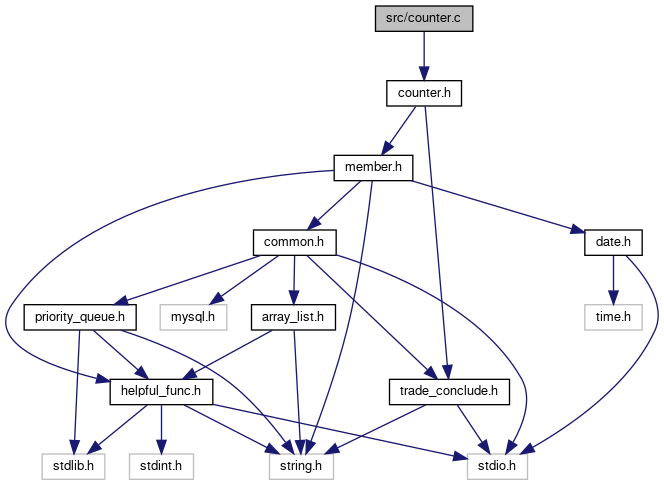 src/counter.c
counter.h
member.h
common.h
date.h
priority_queue.h
mysql.h
array_list.h
time.h
helpful_func.h
trade_conclude.h
stdlib.h
stdint.h
string.h
stdio.h